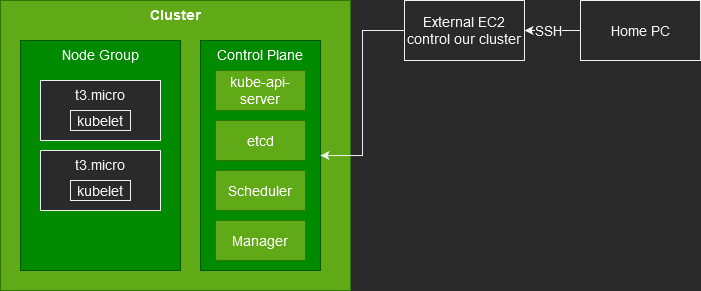 Cluster
Node Group
t3.micro
kubelet
t3.micro
kubelet
Control Plane
kube-api-
server
etcd
Scheduler
Manager
External EC2
control our cluster
SSH
Home PC